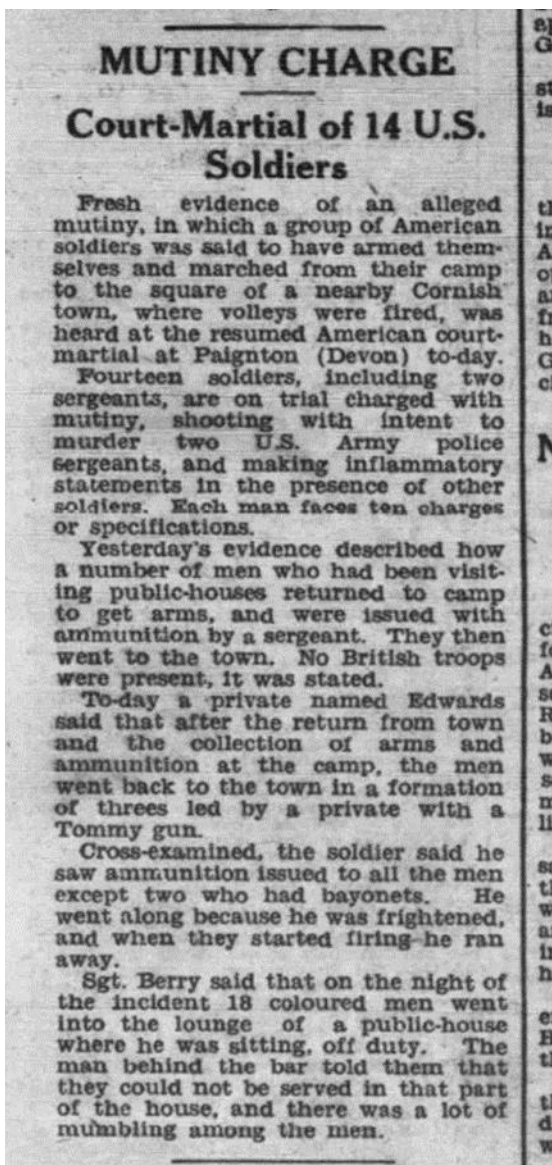 MUTINY CHARGE
Court-Martial of 14 U.S.
Soldiers
Fresh evidence of an alleged
mutiny, in which a group of American
soldiers was said to have armed them-
selves and marched from their camp
to the square of a nearby Cornish
town, where volleys were fired, was
heard at the resumed American court-
martial at Paignton (Devon) to-day.
Fourteen soldiers, including two
sergeants, are on trial charged with
mutiny, shooting with intent to
murder two U.S. Army police
sergeants, and making inflammatory
statements in the presence of other
soldiers. Each man faces ten charges
or specifications.
Yesterday's evidence described how
a number of men who had been visit-
ing public-houses returned to camp
to get arms, and were issued with
ammunition by a sergeant. They then
went to the town. No British troops
were present, it was stated.
To-day a private named Edwards
said that after the return from town
and the collection of arms and
ammunition at the camp, the men
went back to the town in a formation
of threes led by a private with a
Tommy gun.
Cross-examined, the soldier said he
saw ammunition issued to all the men
except two who had bayonets. He
went along because he was frightened,
and when they started firing he ran
away.
Sgt. Berry said that on the night of
the incident 18 coloured men went
into the lounge of a public-house
where he was sitting, off duty. The
man behind the bar told them that
they could not be served in that part
of the house, and there was a lot of
mumbling among the men.